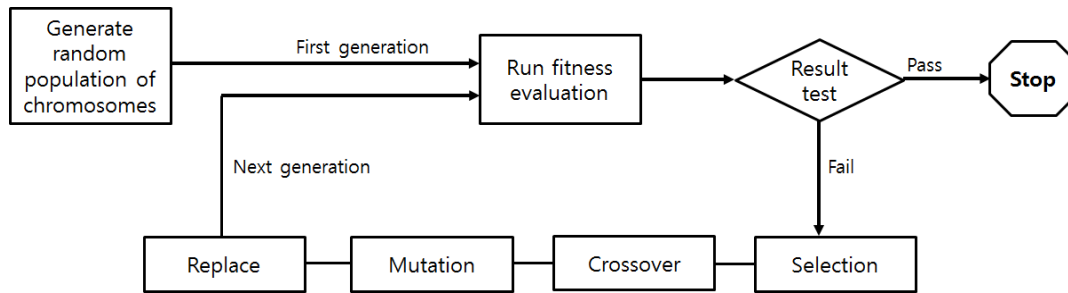 Generate
random
population of
chromosomes
First generation
Run fitness
evaluation
Result
test
Pass
Stop
Next generation
Fail
Replace
Mutation
Crossover
Selection